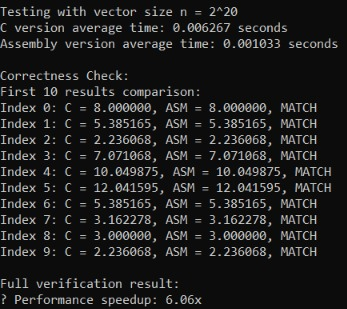 Testing with vector size n = 2^20
C version average time: 0.006267 seconds
Assembly version average time: 0.001033 seconds
Correctness Check:
First 10 results comparison:
Index 0: C = 8.000000, ASM = 8.000000, MATCH
Index 1: C = 5.385165, ASM = 5.385165, MATCH
Index 2: C = 2.236068, ASM = 2.236068, MATCH
Index 3: C = 7.071068, ASM = 7.071068, MATCH
Index 4: C = 10.049875, ASM = 10.049875, MATCH
Index 5: C = 12.041595, ASM = 12.041595, MATCH
Index 6: C = 5.385165, ASM = 5.385165, MATCH
Index 7: C = 3.162278, ASM = 3.162278, MATCH
Index 8: C = 3.000000, ASM = 3.000000, MATCH
Index 9: C = 2.236068, ASM = 2.236068, MATCH
Full verification result:
? Performance speedup: 6.06x